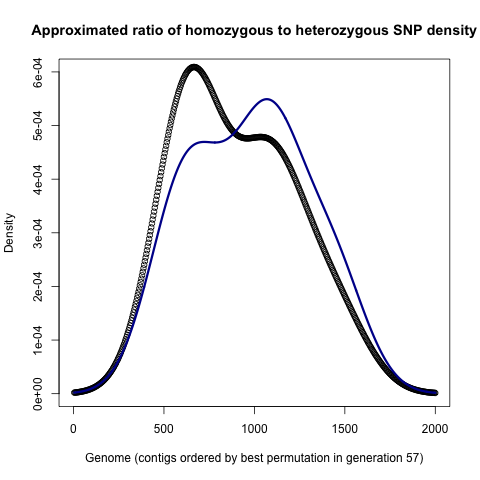 Approximated ratio of homozygous to heterozygous SNP density
Density
6e-04
5e-04
4e-04
3e-04
2e-04
1e-04
0e+00
0
500
1000
1500
2000
Genome (contigs ordered by best permutation in generation 57)